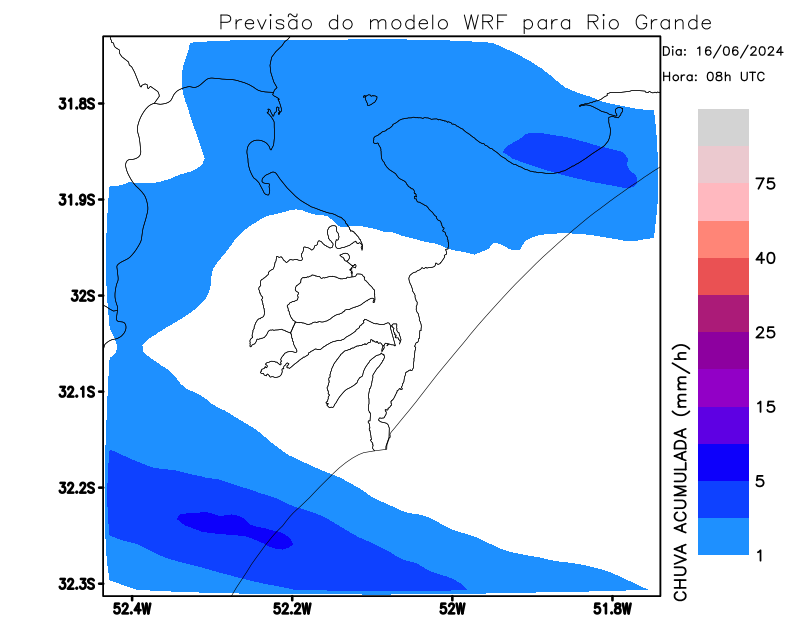 Previsão do modelo WRF para Rio Grande
Dia: 16/06/2024
Hora: 08h UTC
31.8S
31.9S
32S
32.1S
32.2S
32.3S
52.4W
52.2W
52W
51.8W
75
40
25
15
5
1
CHUVA ACUMULADA (mm/h)